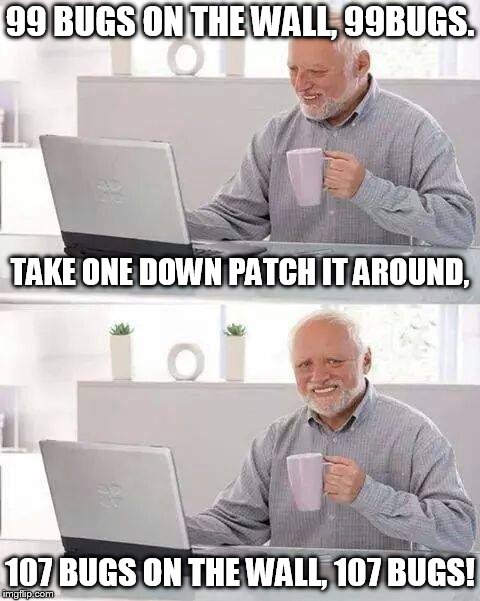 99 BUGS ON THE WALL, 99BUGS.
TAKE ONE DOWN PATCH IT AROUND,
107 BUGS ON THE WALL, 107 BUGS!
imgflip.com